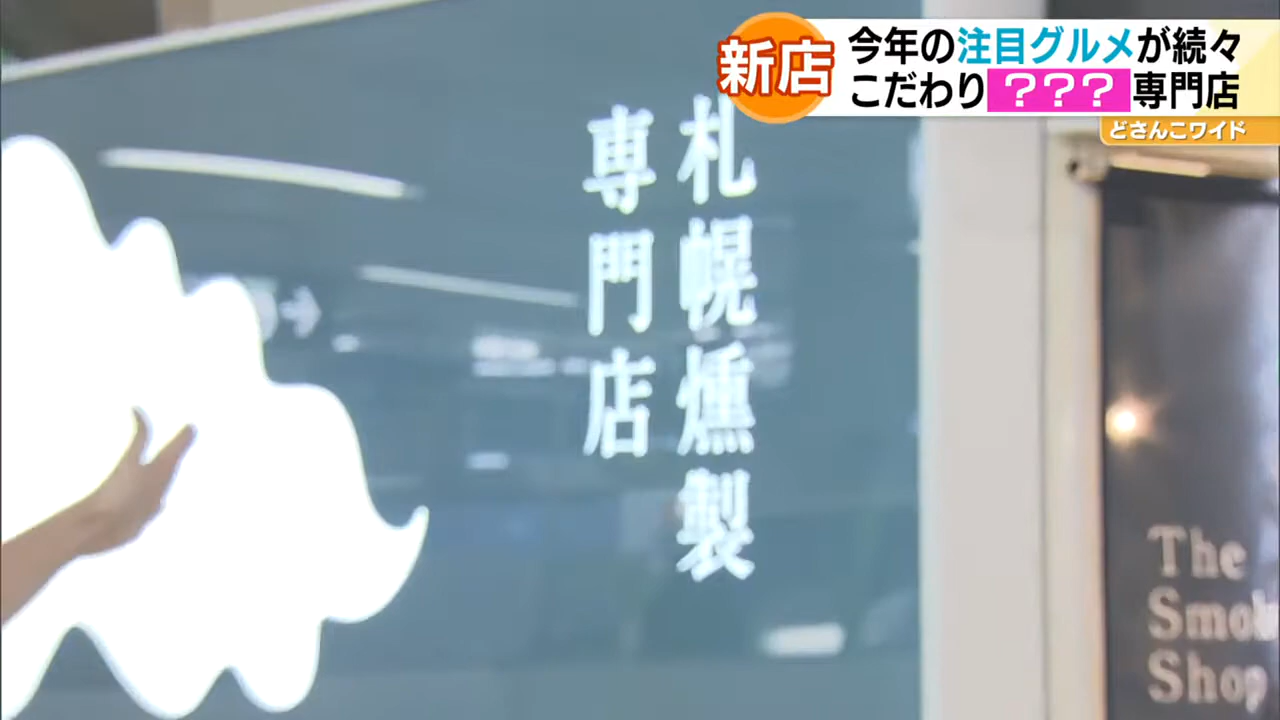 新店
今年の注目グルメが続々
こだわり???専門店
どさんこワイド
札幌燻製
専門店
The
Smok
Shop